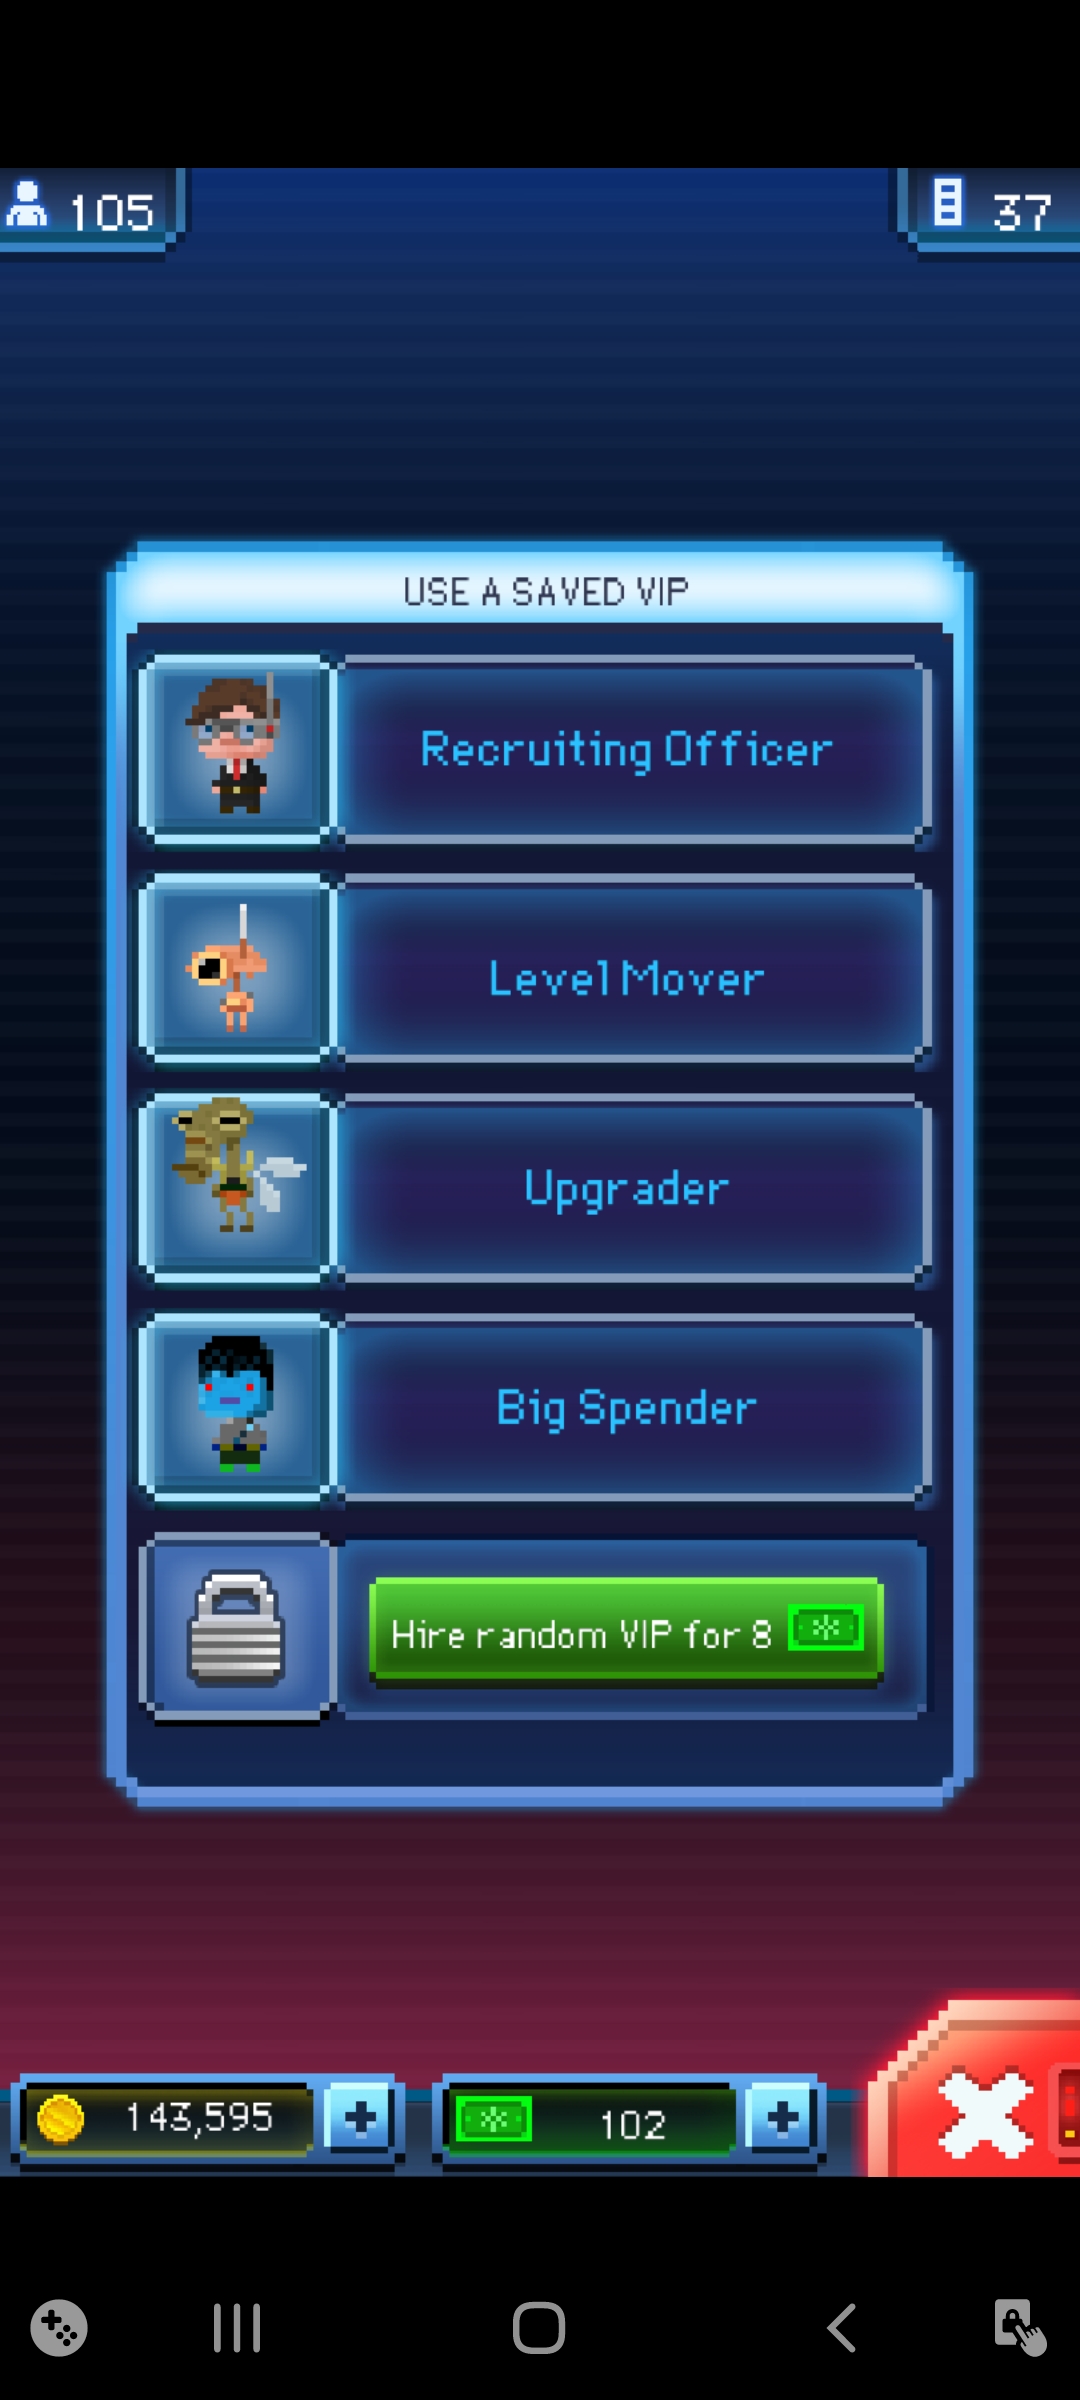 105
37
USE A SAVED VIP
Recruiting Officer
Level Mover
Upgrader
Big Spender
Hire random VIP for 8
143,595
102